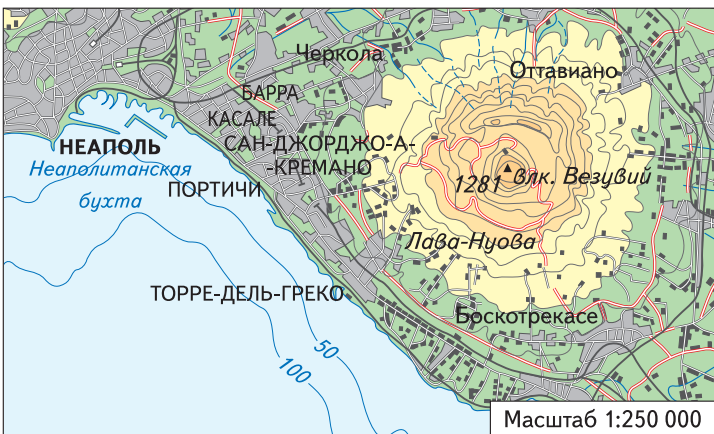 Черкола
Оттавиано
БАРРА
КАСАЛЕ
НЕАПОЛЬ
САН-ДЖОРДЖО-А-
-КРЕМАНО
Неаполитанская
бухта
ПОРТИЧИ
1281
влк. Везувий
Лава-Нуова
ТОРРЕ-ДЕЛЬ-ГРЕКО
Боскотрекасе
50
100
Масштаб 1:250 000